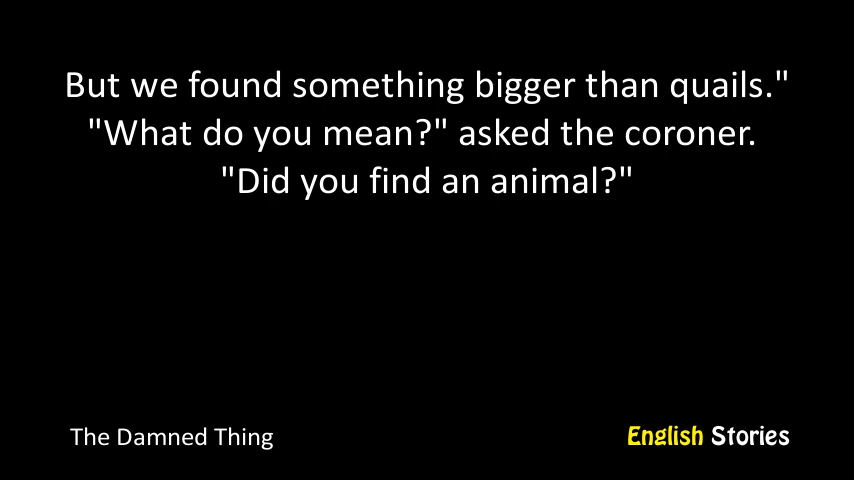 But we found something bigger than quails."
"What do you mean?" asked the coroner.
"Did you find an animal?"
The Damned Thing
English Stories